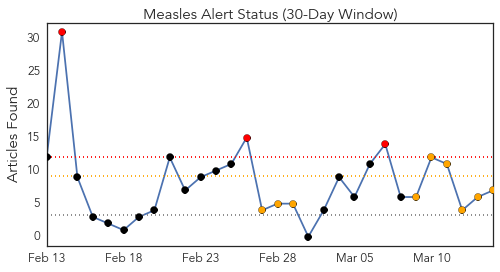 Measles Alert Status (30-Day Window)
Articles Found
30
25
20
15
10
5
0
Feb 13 Feb 18 Feb 23 Feb 28 Mar 05 Mar 10